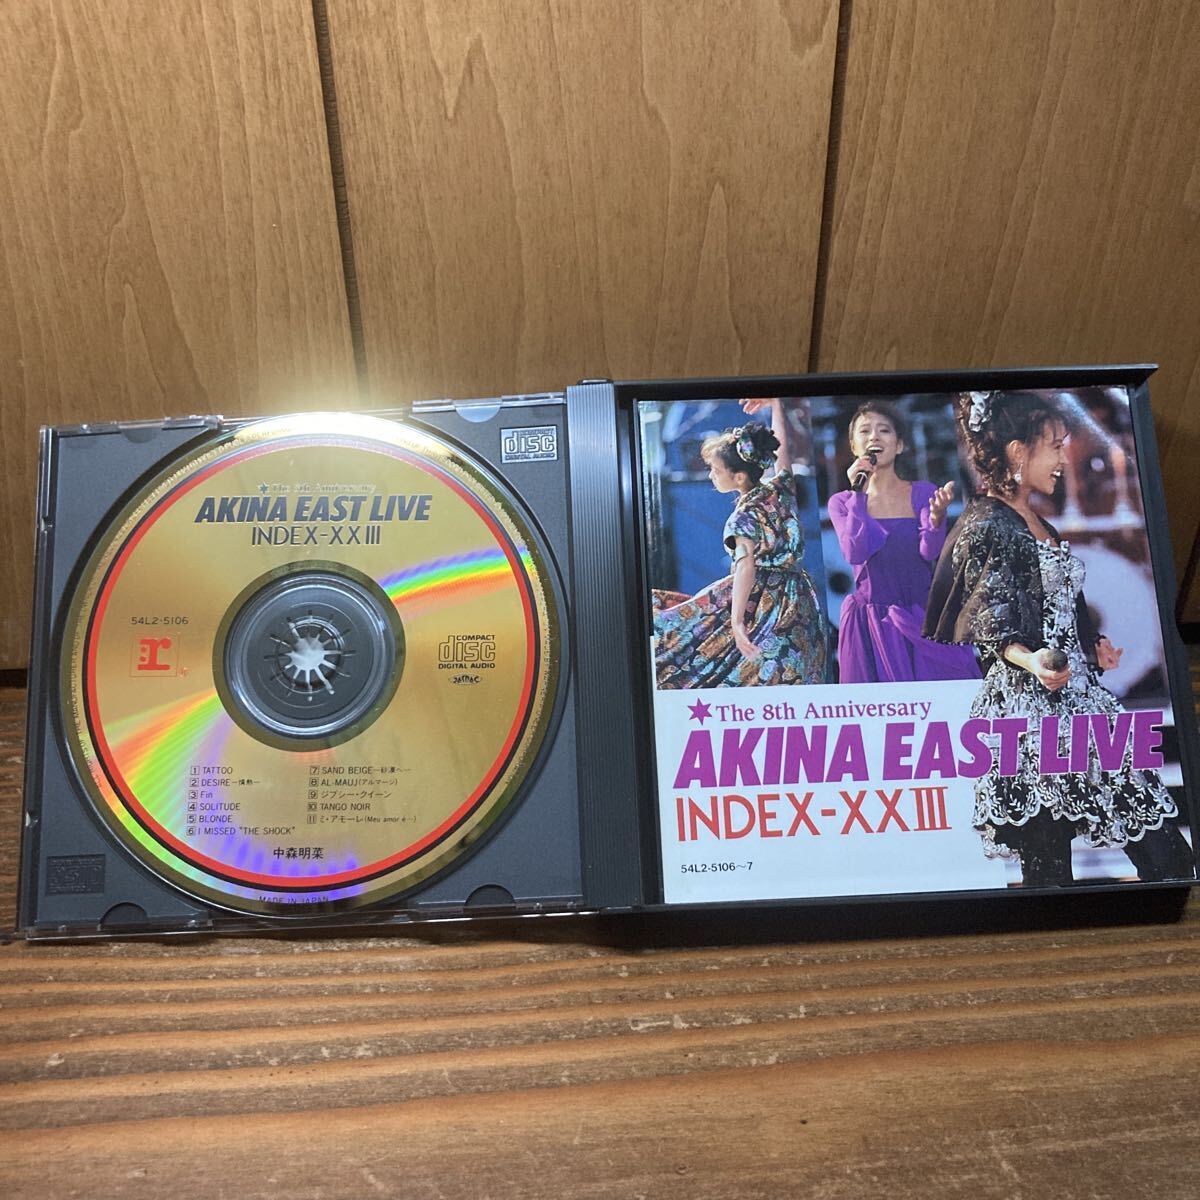 The 8th Anniversary
AKINA EAST LIVE
INDEX-XXIII
54L2-5106
r
COMPACT
disc
DIGITAL AUDIO
JASRAC
1 TATTOO
2 DESIRE—情熱—
3 Fin
4 SOLITUDE
5 BLONDE
6 I MISSED "THE SHOCK"
7 SAND BEIGE—砂漠へ—
8 AL-MAUJ(アルマージ)
9 ジプシー・クイーン
10 TANGO NOIR
11 ミ・アモーレ(Meu amor é…)
中森明菜
MADE IN JAPAN
COMPACT
disc
DIGITAL AUDIO
The 8th Anniversary
AKINA EAST LIVE
INDEX-XXIII
54L2-5106～7